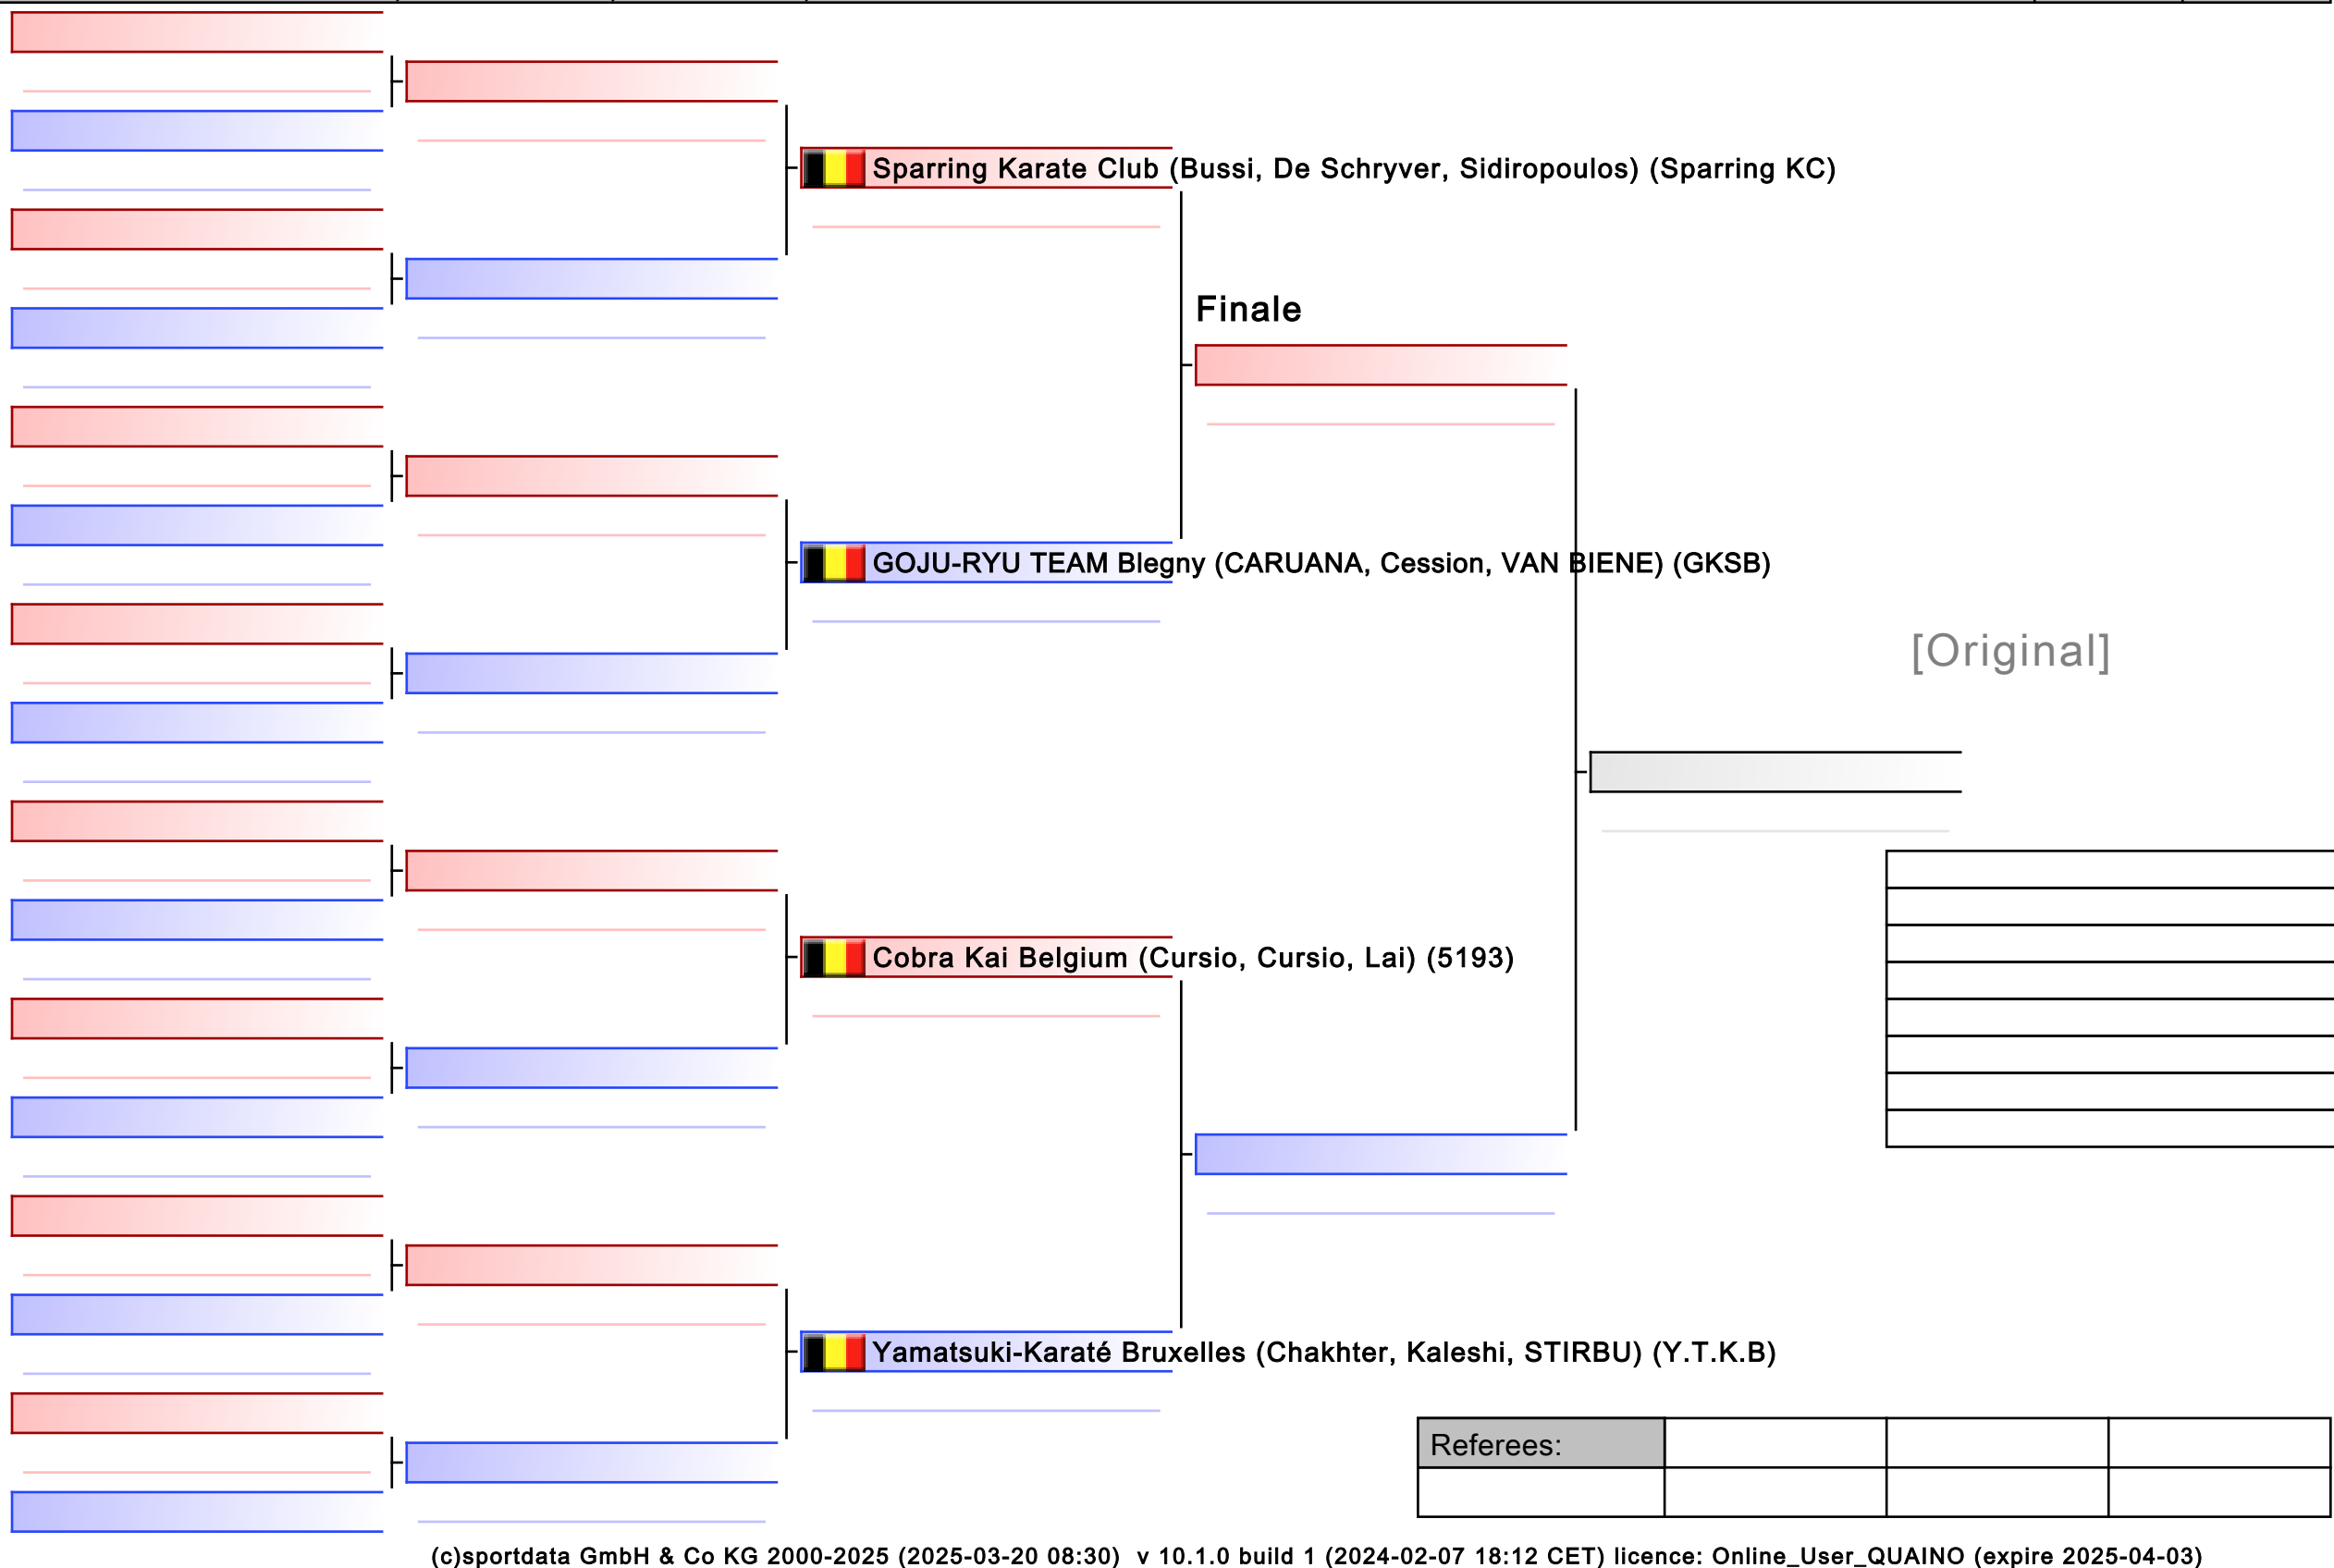 Sparring Karate Club (Bussi, De Schryver, Sidiropoulos) (Sparring KC)
Finale
GOJU-RYU TEAM Blegny (CARUANA, Cession, VAN BIENE) (GKSB)
[Original]
Cobra Kai Belgium (Cursio, Cursio, Lai) (5193)
Yamatsuki-Karaté Bruxelles (Chakhter, Kaleshi, STIRBU) (Y.T.K.B)
Referees:
(c)sportdata GmbH & Co KG 2000-2025 (2025-03-20 08:30) v 10.1.0 build 1 (2024-02-07 18:12 CET) licence: Online_User_QUAINO (expire 2025-04-03)